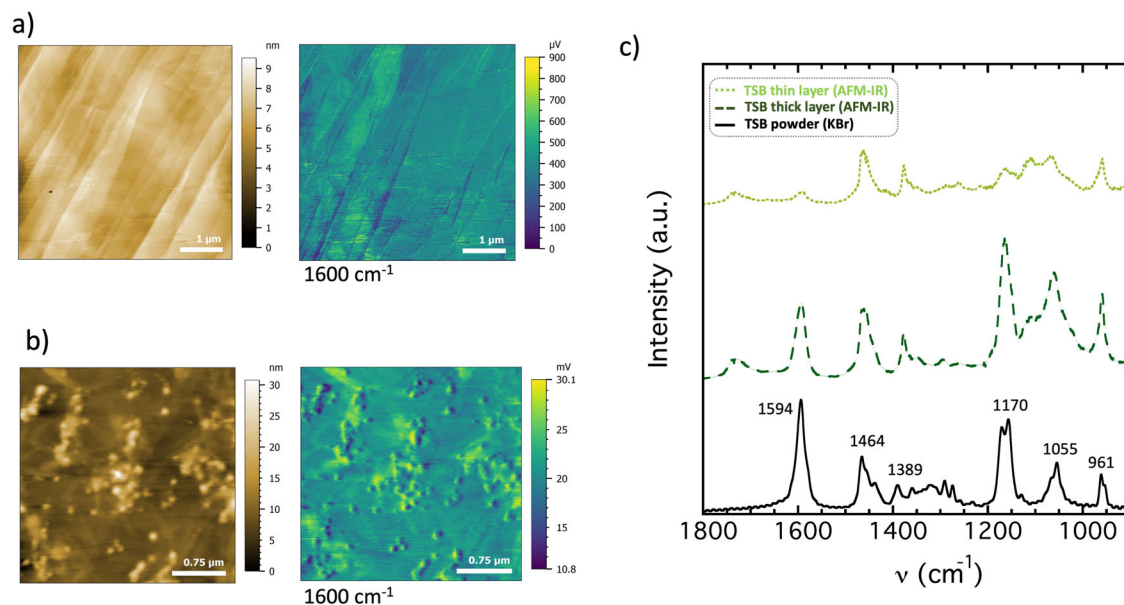 a)
nm
9
8
7
6
5
4
3
2
1
0
1 µm
µV
900
800
700
600
500
400
300
200
100
0
1 µm
1600 cm-1
b)
nm
30
25
20
15
10
5
0
0.75 µm
mV
30.1
25
20
15
10.8
0.75 µm
1600 cm-1
c)
TSB thin layer (AFM-IR)
TSB thick layer (AFM-IR)
TSB powder (KBr)
Intensity (a.u.)
1594
1464
1389
1170
1055
961
1800 1600 1400 1200 1000
ν (cm-1)